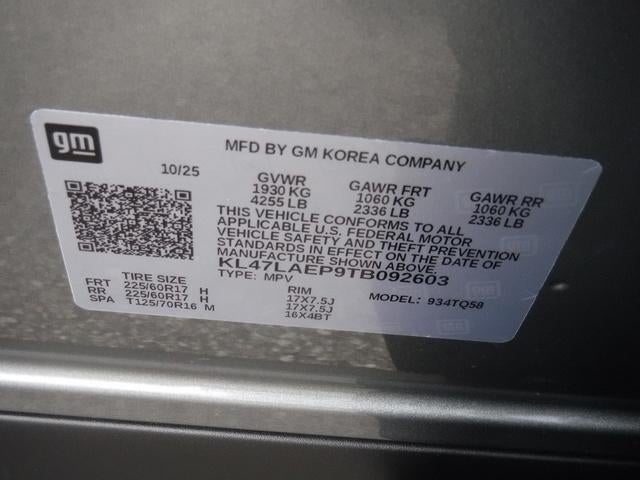 gm
MFD BY GM KOREA COMPANY
10/25
GVWR
1930 KG
4255 LB
GAWR FRT
1060 KG
2336 LB
GAWR RR
1060 KG
2336 LB
THIS VEHICLE CONFORMS TO ALL
APPLICABLE U.S. FEDERAL MOTOR
VEHICLE SAFETY AND THEFT PREVENTION
STANDARDS IN EFFECT ON THE DATE OF
MANUFACTURE SHOWN ABOVE.
KL47LAEP9TB092603
TYPE: MPV
MODEL: 934TQ58
TIRE SIZE RIM
FRT 225/60R17 H 17X7.5J
RR 225/60R17 H 17X7.5J
SPA T125/70R16 M 16X4BT